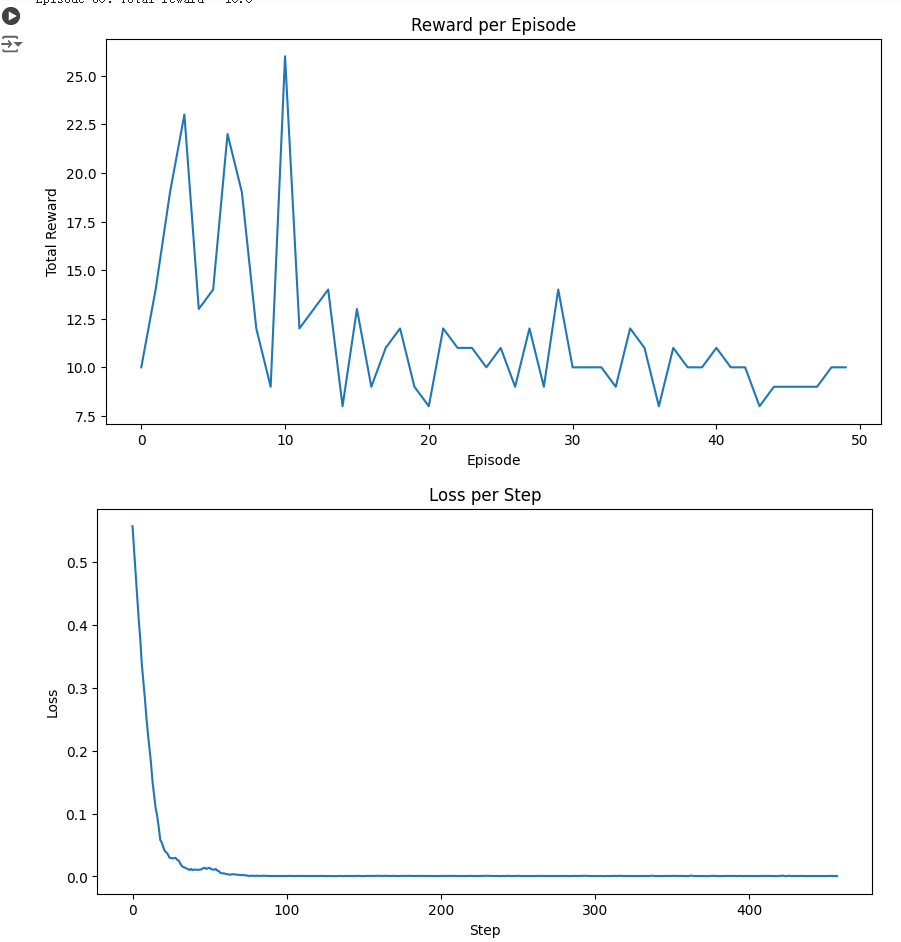 Reward per Episode
25.0
22.5
20.0
17.5
15.0
12.5
10.0
7.5
Total Reward
0 10 20 30 40 50
Episode
Loss per Step
0.5
0.4
0.3
0.2
0.1
0.0
Loss
0 100 200 300 400
Step